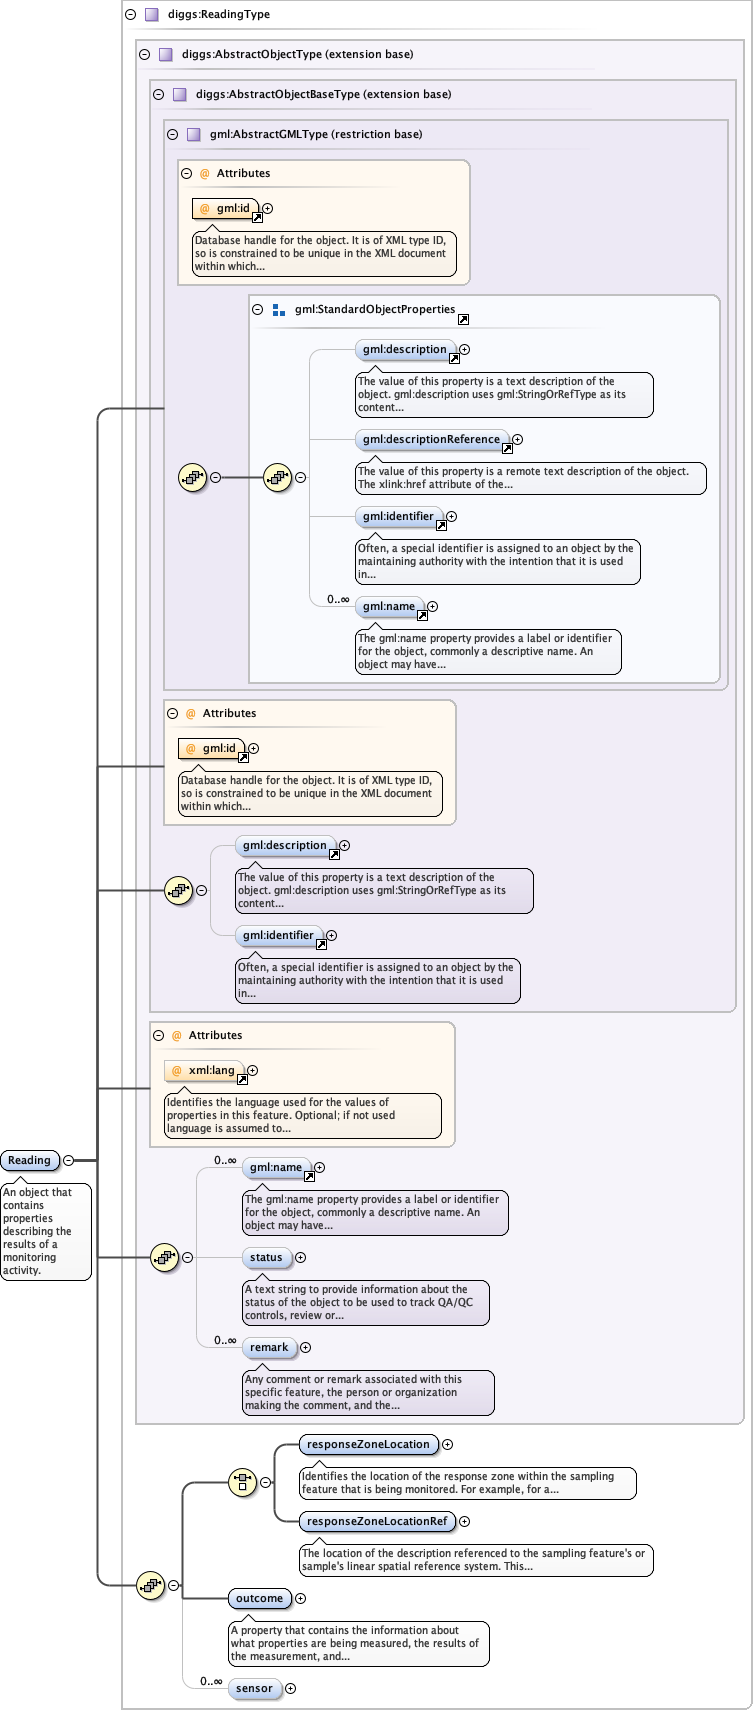 diggs:ReadingType
diggs:AbstractObjectType (extension base)
diggs:AbstractObjectBaseType (extension base)
gml:AbstractGMLType (restriction base)
@ Attributes
@ gml:id
Database handle for the object. It is of XML type ID,
so is constrained to be unique in the XML document
within which...
gml:StandardObjectProperties
gml:description
The value of this property is a text description of the
object. gml:description uses gml:StringOrRefType as its
content...
gml:descriptionReference
The value of this property is a remote text description of the object.
The xlink:href attribute of the...
gml:identifier
Often, a special identifier is assigned to an object by the
maintaining authority with the intention that it is used
in...
0..∞
gml:name
The gml:name property provides a label or identifier
for the object, commonly a descriptive name. An
object may have...
@ Attributes
@ gml:id
Database handle for the object. It is of XML type ID,
so is constrained to be unique in the XML document
within which...
gml:description
The value of this property is a text description of the
object. gml:description uses gml:StringOrRefType as its
content...
gml:identifier
Often, a special identifier is assigned to an object by the
maintaining authority with the intention that it is used
in...
@ Attributes
@ xml:lang
Identifies the language used for the values of
properties in this feature. Optional; if not used
language is assumed to...
Reading
An object that
contains
properties
describing the
results of a
monitoring
activity.
0..∞
gml:name
The gml:name property provides a label or identifier
for the object, commonly a descriptive name. An
object may have...
status
A text string to provide information about the
status of the object to be used to track QA/QC
controls, review or...
0..∞
remark
Any comment or remark associated with this
specific feature, the person or organization
making the comment, and the...
responseZoneLocation
Identifies the location of the response zone within the sampling
feature that is being monitored. For example, for a...
responseZoneLocationRef
The location of the description referenced to the sampling feature's or
sample's linear spatial reference system. This...
outcome
A property that contains the information about
what properties are being measured, the results of
the measurement, and...
0..∞
sensor